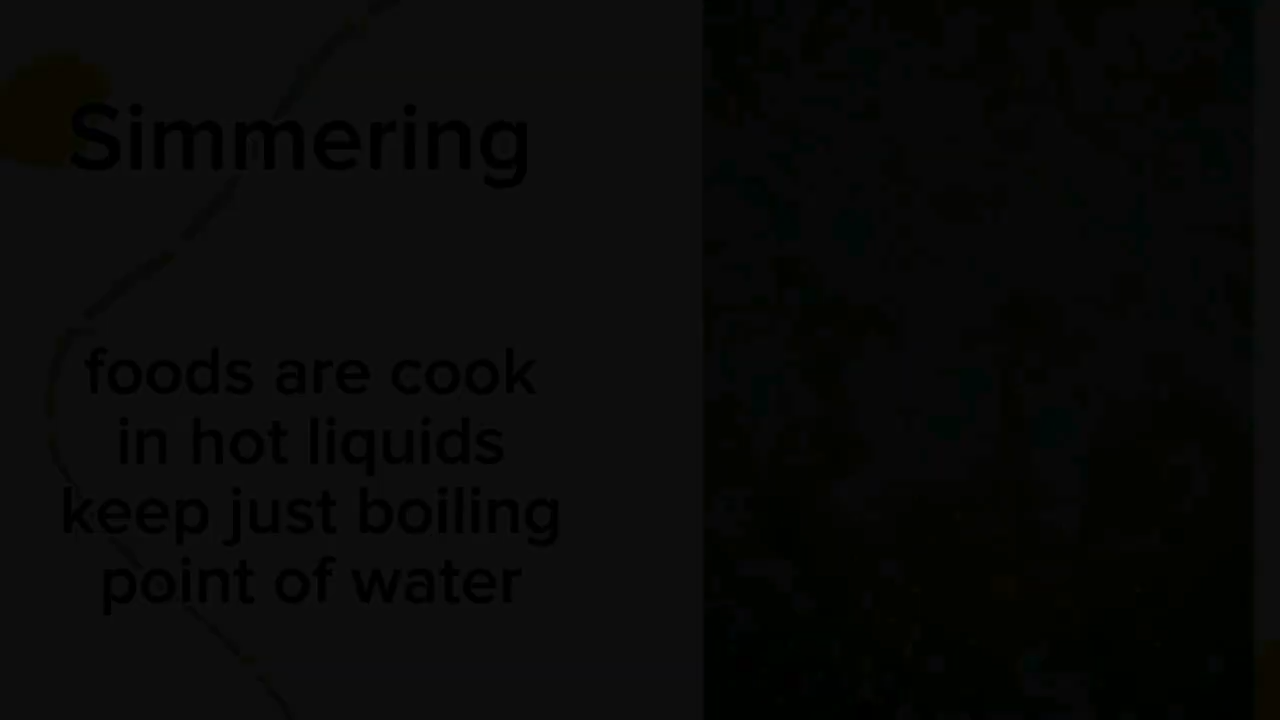 Simmering
foods are cook
in hot liquids
keep just boiling
point of water